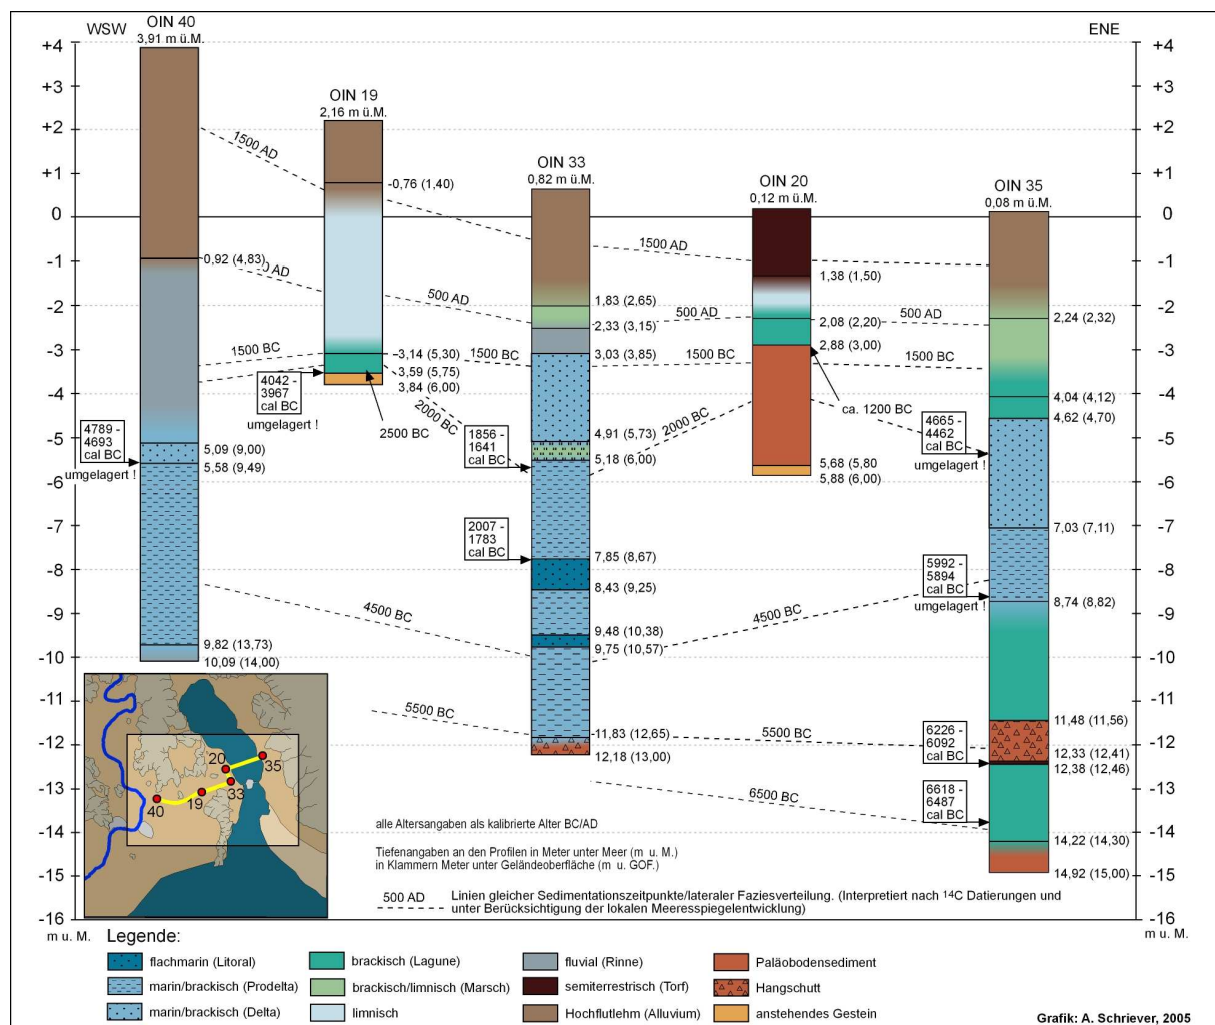 WSW
OIN 40
3,91 m ü.M.
OIN 19
2,16 m ü.M.
OIN 33
0,82 m ü.M.
OIN 20
0,12 m ü.M.
OIN 35
0,08 m ü.M.
ENE
+4
+3
+2
+1
0
-1
-2
-3
-4
-5
-6
-7
-8
-9
-10
-11
-12
-13
-14
-15
-16
m u. M.
+4
+3
+2
+1
0
-1
-2
-3
-4
-5
-6
-7
-8
-9
-10
-11
-12
-13
-14
-15
-16
m u. M.
0,92 (4,83)
5,09 (9,00)
5,58 (9,49)
9,82 (13,73)
10,09 (14,00)
4789 -
4693
cal BC
umgelagert !
-0,76 (1,40)
-3,14 (5,30)
-3,59 (5,75)
3,84 (6,00)
4042 -
3967
cal BC
umgelagert !
2500 BC
1,83 (2,65)
2,33 (3,15)
3,03 (3,85)
4,91 (5,73)
5,18 (6,00)
7,85 (8,67)
8,43 (9,25)
9,48 (10,38)
9,75 (10,57)
11,83 (12,65)
12,18 (13,00)
1856 -
1641
cal BC
2007 -
1783
cal BC
1,38 (1,50)
2,08 (2,20)
2,88 (3,00)
5,68 (5,80
5,88 (6,00)
ca. 1200 BC
2,24 (2,32)
4,04 (4,12)
4,62 (4,70)
7,03 (7,11)
8,74 (8,82)
11,48 (11,56)
12,33 (12,41)
12,38 (12,46)
14,22 (14,30)
14,92 (15,00)
4665 -
4462
cal BC
umgelagert !
5992 -
5894
cal BC
umgelagert !
6226 -
6092
cal BC
6618 -
6487
cal BC
1500 AD
1500 AD
AD
500 AD
500 AD
1500 BC
1500 BC
1500 BC
1500 BC
2000 BC
2000 BC
4500 BC
4500 BC
5500 BC
5500 BC
6500 BC
20
35
33
19
40
alle Altersangaben als kalibrierte Alter BC/AD
Tiefenangaben an den Profilen in Meter unter Meer (m u. M.)
in Klammern Meter unter Geländeoberfläche (m u. GOF.)
500 AD
Linien gleicher Sedimentationszeitpunkte/lateraler Faziesverteilung. (Interpretiert nach 14C Datierungen und
unter Berücksichtigung der lokalen Meeresspiegelentwicklung)
Legende:
flachmarin (Litoral)
brackisch (Lagune)
fluvial (Rinne)
Paläobodensediment
marin/brackisch (Prodelta)
brackisch/limnisch (Marsch)
semiterrestrisch (Torf)
Hangschutt
marin/brackisch (Delta)
limnisch
Hochflutlehm (Alluvium)
anstehendes Gestein
Grafik: A. Schriever, 2005